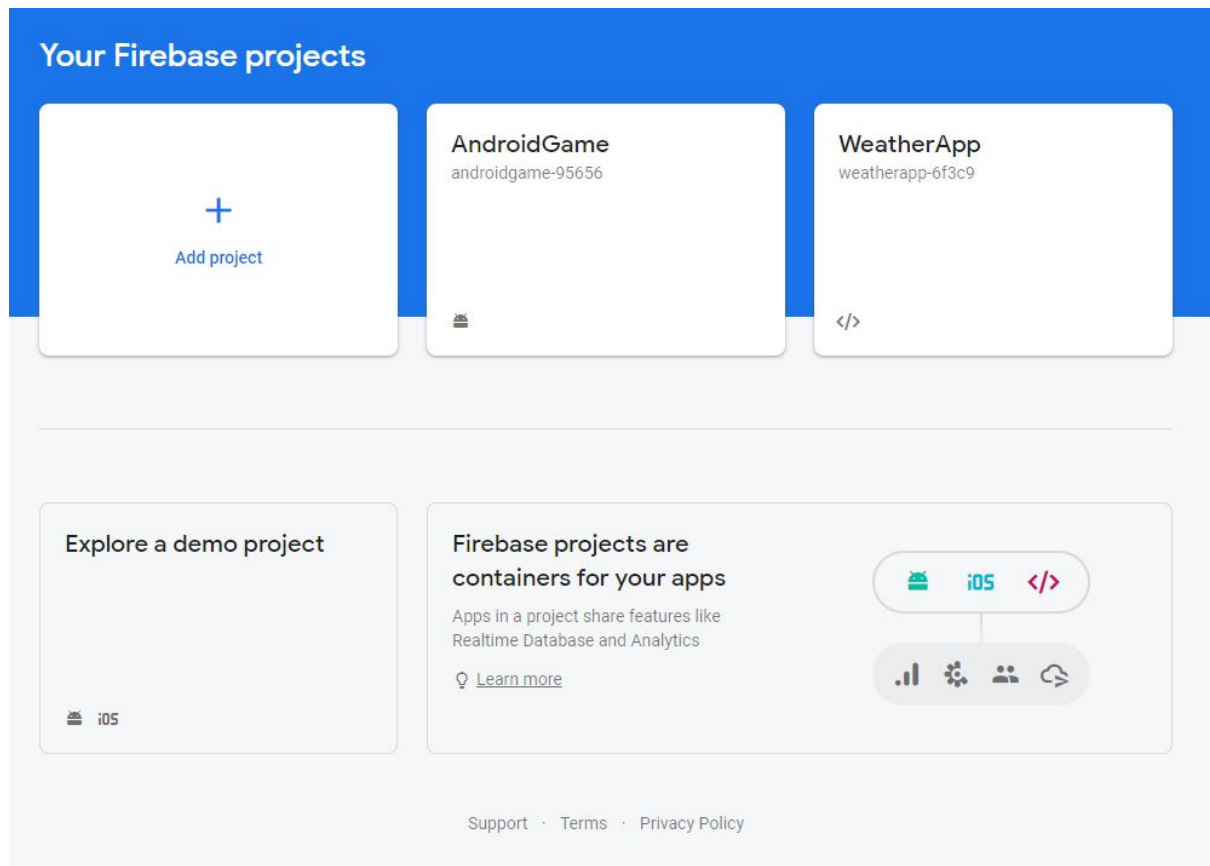 Your Firebase projects
Add project
AndroidGame
androidgame-95656
WeatherApp
weatherapp-6f3c9
</>
Explore a demo project
iOS
Firebase projects are
containers for your apps
Apps in a project share features like
Realtime Database and Analytics
Learn more
iOS </>
Support · Terms · Privacy Policy